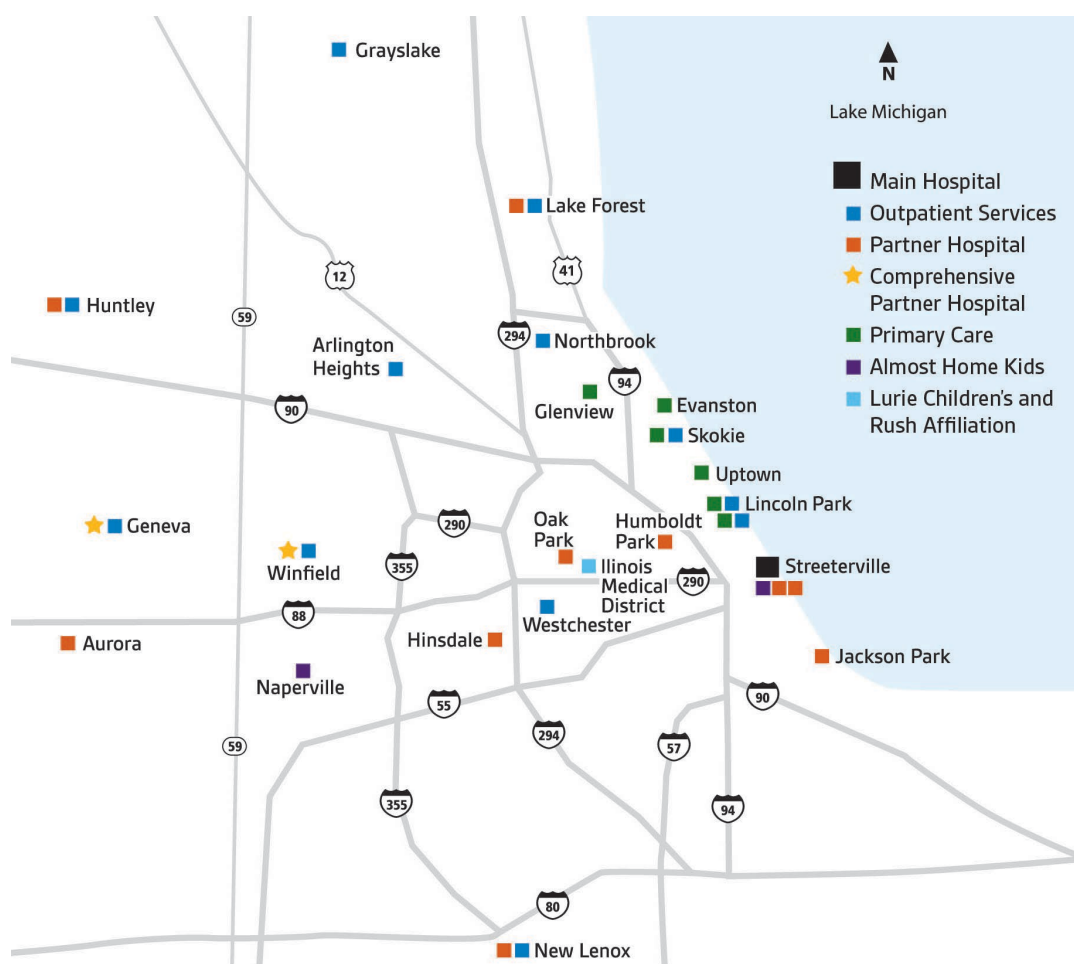 Grayslake
N
Lake Michigan
Main Hospital
Outpatient Services
Partner Hospital
Comprehensive
Partner Hospital
Primary Care
Almost Home Kids
Lurie Children's and
Rush Affiliation
Lake Forest
12
41
Huntley
59
294
Northbrook
Arlington
Heights
94
90
Glenview
Evanston
Skokie
Uptown
Lincoln Park
Geneva
290
Oak
Park
Humboldt
Park
Winfield
355
Ilinois
Medical
District
290
Streeterville
88
Westchester
Aurora
Hinsdale
Jackson Park
Naperville
55
90
59
294
57
355
94
80
New Lenox